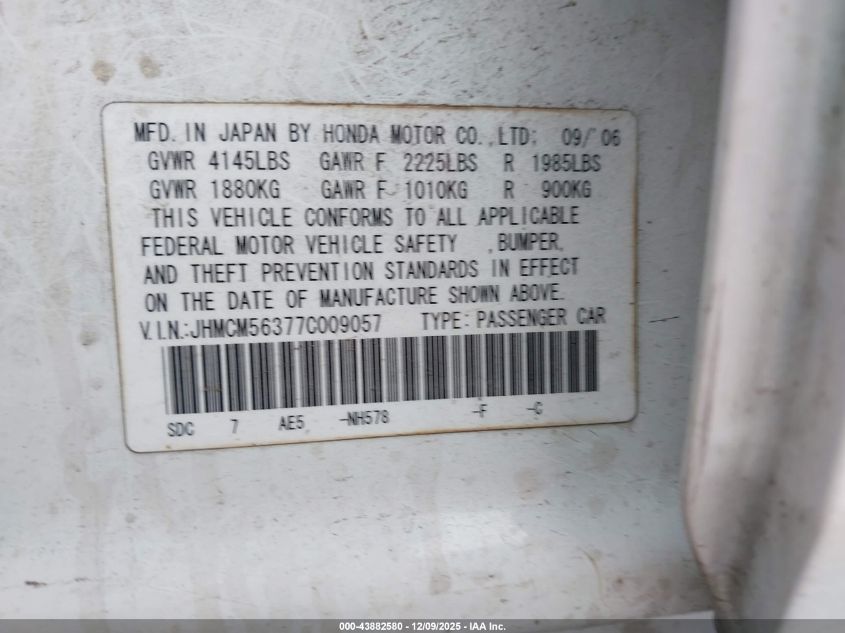 MFD. IN JAPAN BY HONDA MOTOR CO., LTD. 09/ 06
GVWR 4145LBS GAWR F 2225LBS R 1985LBS
GVWR 1880KG GAWR F 1010KG R 900KG
THIS VEHICLE CONFORMS TO ALL APPLICABLE
FEDERAL MOTOR VEHICLE SAFETY , BUMPER,
AND THEFT PREVENTION STANDARDS IN EFFECT
ON THE DATE OF MANUFACTURE SHOWN ABOVE.
V.I.N.:JHMCM56377C009057 TYPE: PASSENGER CAR
SDC 7 AE5 -NH578 -F -C
000-43882580 - 12/09/2025 - IAA Inc.